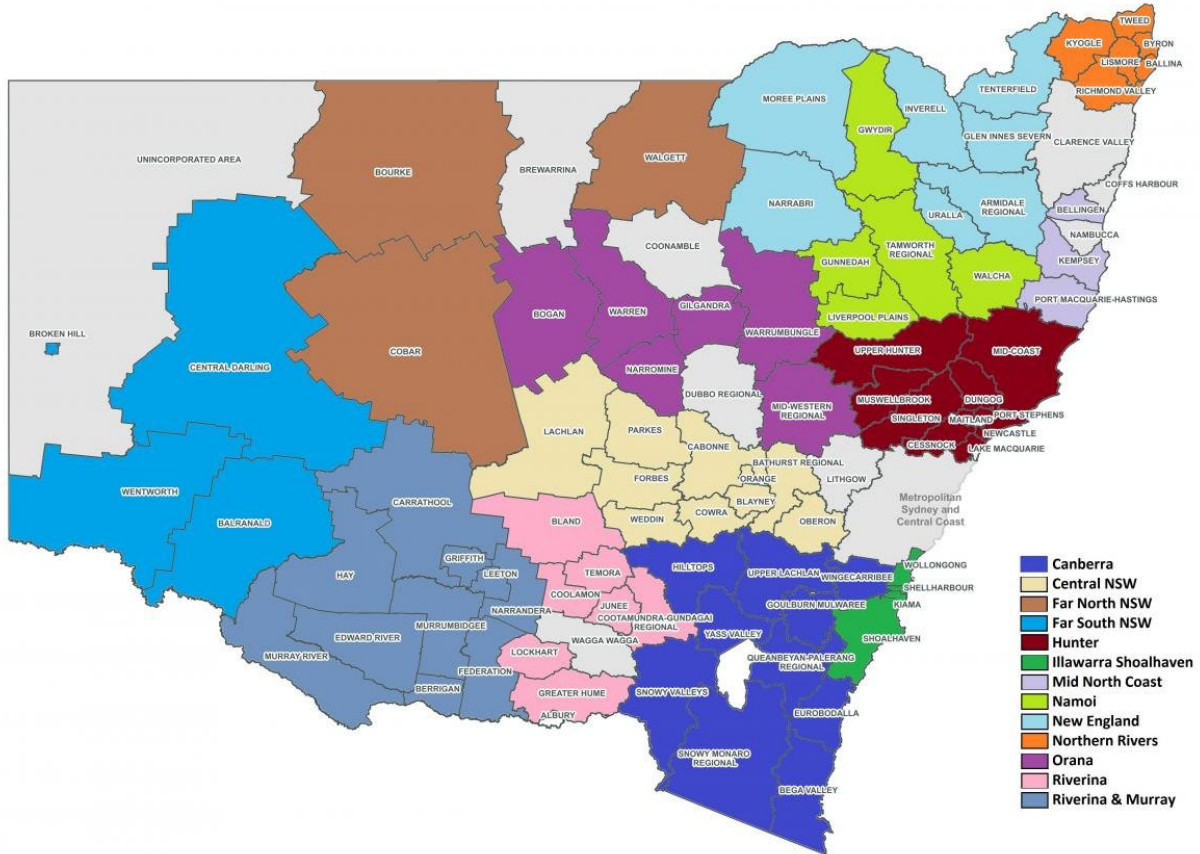 TWEED
KYOGLE
BYRON
LISMORE
BALLINA
RICHMOND VALLEY
TENTERFIELD
MOREE PLAINS
INVERELL
GWYDIR
GLEN INNES SEVERN
CLARENCE VALLEY
UNINCORPORATED AREA
WALGETT
BREWARRINA
BOURKE
COFFS HARBOUR
NARRABRI
ARMIDALE
REGIONAL
URALLA
BELLINGEN
NAMBUCCA
COONAMBLE
TAMWORTH
REGIONAL
GUNNEDAH
KEMPSEY
WALCHA
PORT MACQUARIE-HASTINGS
GILGANDRA
WARREN
BOGAN
LIVERPOOL PLAINS
BROKEN HILL
WARRUMBUNGLE
COBAR
UPPER HUNTER
MID-COAST
CENTRAL DARLING
NARROMINE
DUBBO REGIONAL
MID-WESTERN
REGIONAL
MUSWELLBROOK
DUNGOG
SINGLETON
MAITLAND
PORT STEPHENS
NEWCASTLE
CESSNOCK
LAKE MACQUARIE
LACHLAN
PARKES
CABONNE
BATHURST REGIONAL
ORANGE
LITHGOW
FORBES
WENTWORTH
CARRATHOOL
BLAYNEY
COWRA
WEDDIN
OBERON
Metropolitan
Sydney and
Central Coast
BALRANALD
BLAND
GRIFFITH
HAY
LEETON
TEMORA
HILLTOPS
UPPER LACHLAN
WINGECARRIBEE
WOLLONGONG
SHELLHARBOUR
KIAMA
COOLAMON
JUNEE
COOTAMUNDRA-GUNDAGAI
REGIONAL
GOULBURN MULWAREE
NARRANDERA
MURRUMBIDGEE
EDWARD RIVER
WAGGA WAGGA
YASS VALLEY
SHOALHAVEN
MURRAY RIVER
LOCKHART
QUEANBEYAN-PALERANG
REGIONAL
FEDERATION
BERRIGAN
GREATER HUME
SNOWY VALLEYS
ALBURY
EUROBODALLA
SNOWY MONARO
REGIONAL
BEGA VALLEY
Canberra
Central NSW
Far North NSW
Far South NSW
Hunter
Illawarra Shoalhaven
Mid North Coast
Namoi
New England
Northern Rivers
Orana
Riverina
Riverina & Murray